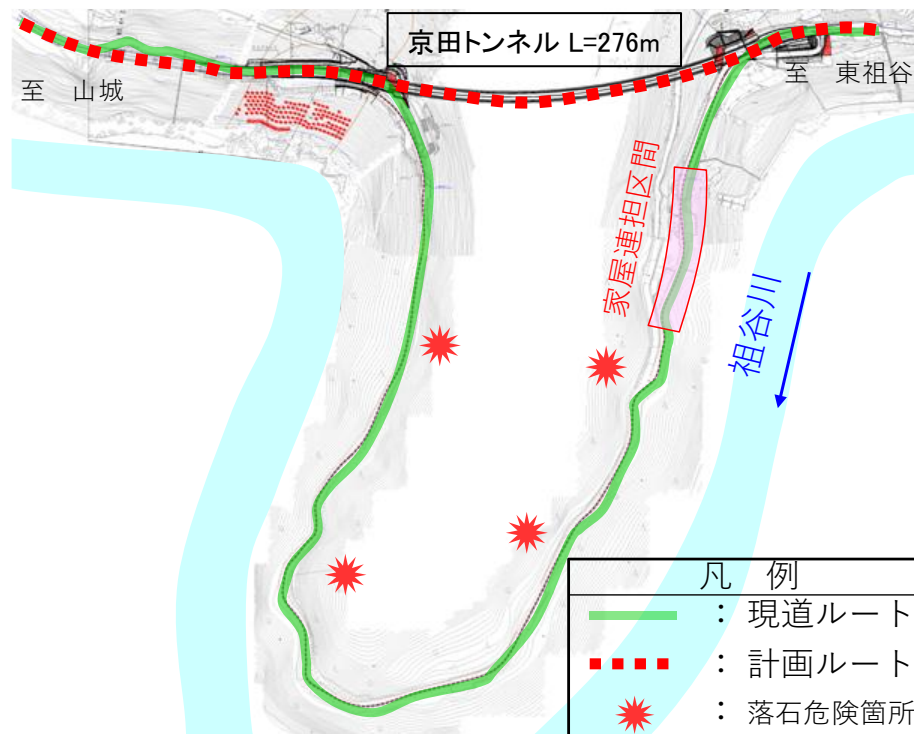 京田トンネル L=276m
至 山城
至 東祖谷
家屋連担区間
祖谷川
凡 例
： 現道ルート
： 計画ルート
： 落石危険箇所